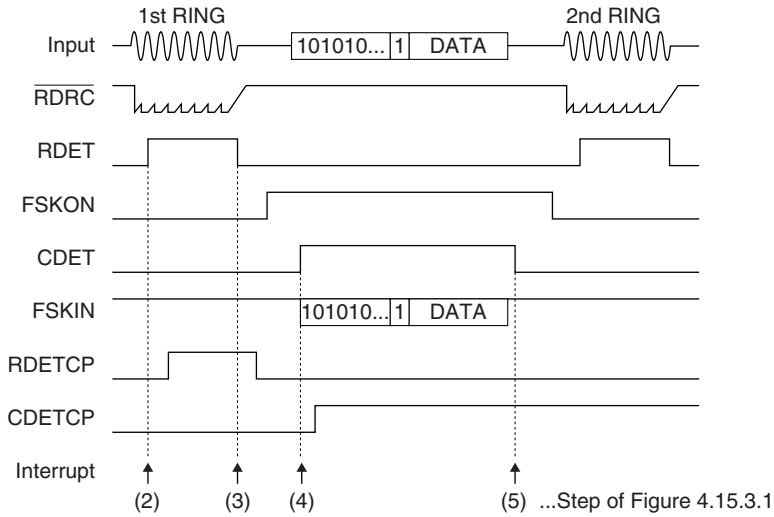 1st RING 2nd RING
Input 101010... 1 DATA
RDRC
RDET
FSKON
CDET
FSKIN 101010... 1 DATA
RDETCP
CDETCP
Interrupt
(2) (3) (4) (5) ...Step of Figure 4.15.3.1